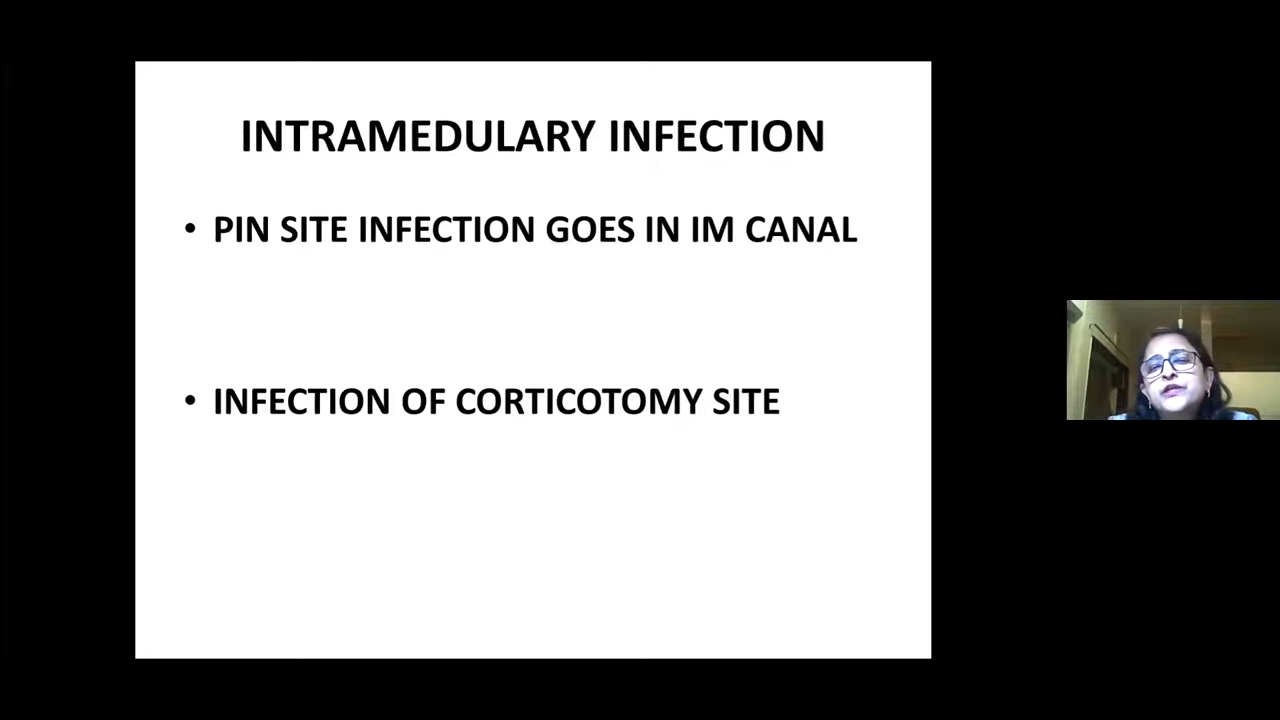 INTRAMEDULARY INFECTION
• PIN SITE INFECTION GOES IN IM CANAL
• INFECTION OF CORTICOTOMY SITE